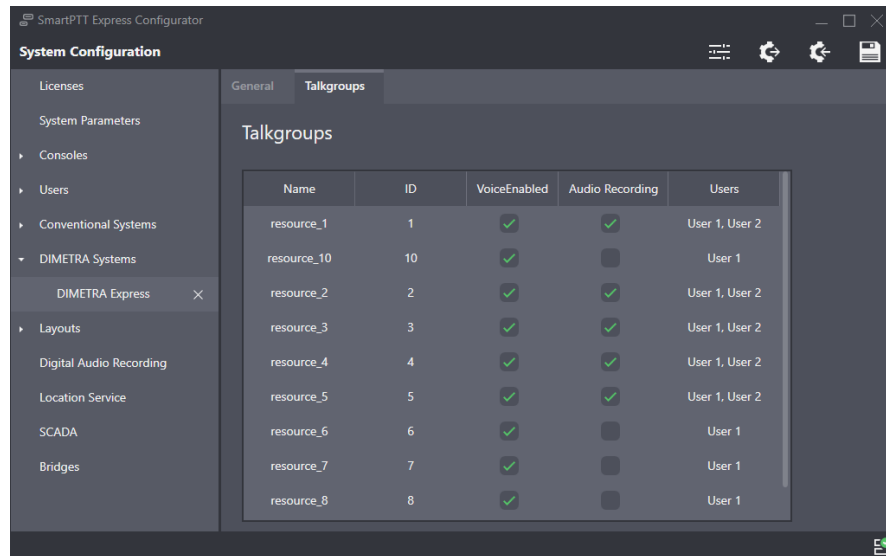 SmartPTT Express Configurator
System Configuration
Licenses
System Parameters
Consoles
Users
Conventional Systems
DIMETRA Systems
DIMETRA Express
Layouts
Digital Audio Recording
Location Service
SCADA
Bridges
General Talkgroups
Talkgroups
Name ID VoiceEnabled Audio Recording Users
resource_1 1 User 1, User 2
resource_10 10 User 1
resource_2 2 User 1, User 2
resource_3 3 User 1, User 2
resource_4 4 User 1, User 2
resource_5 5 User 1, User 2
resource_6 6 User 1
resource_7 7 User 1
resource_8 8 User 1